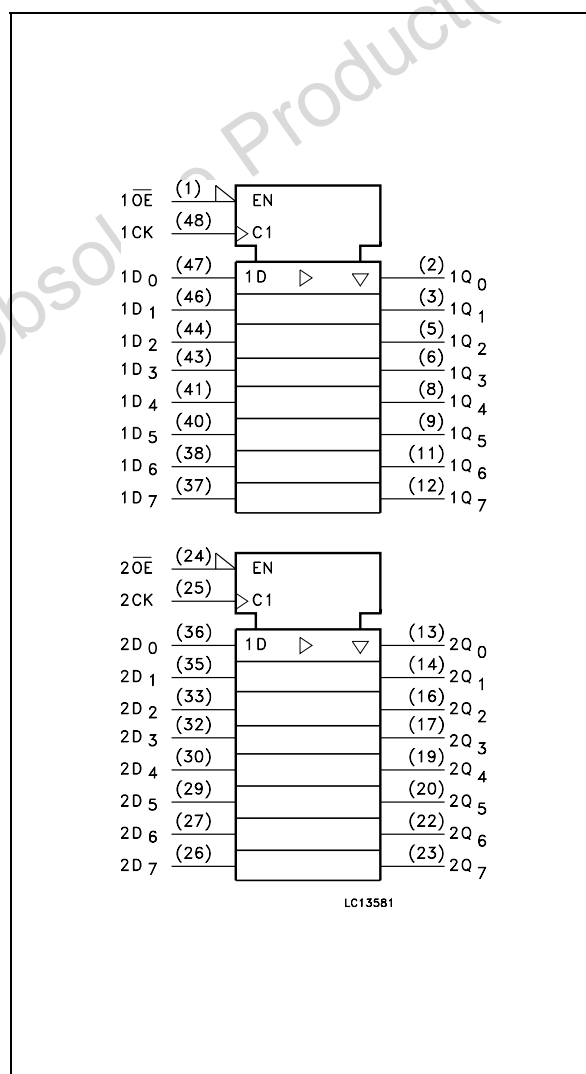 Obsolete Product(
1OE (1) EN
1CK (48) C1
1D0 (47) 1D (2) 1Q0
1D1 (46) (3) 1Q1
1D2 (44) (5) 1Q2
1D3 (43) (6) 1Q3
1D4 (41) (8) 1Q4
1D5 (40) (9) 1Q5
1D6 (38) (11) 1Q6
1D7 (37) (12) 1Q7
2OE (24) EN
2CK (25) C1
2D0 (36) 1D (13) 2Q0
2D1 (35) (14) 2Q1
2D2 (33) (16) 2Q2
2D3 (32) (17) 2Q3
2D4 (30) (19) 2Q4
2D5 (29) (20) 2Q5
2D6 (27) (22) 2Q6
2D7 (26) (23) 2Q7
LC13581